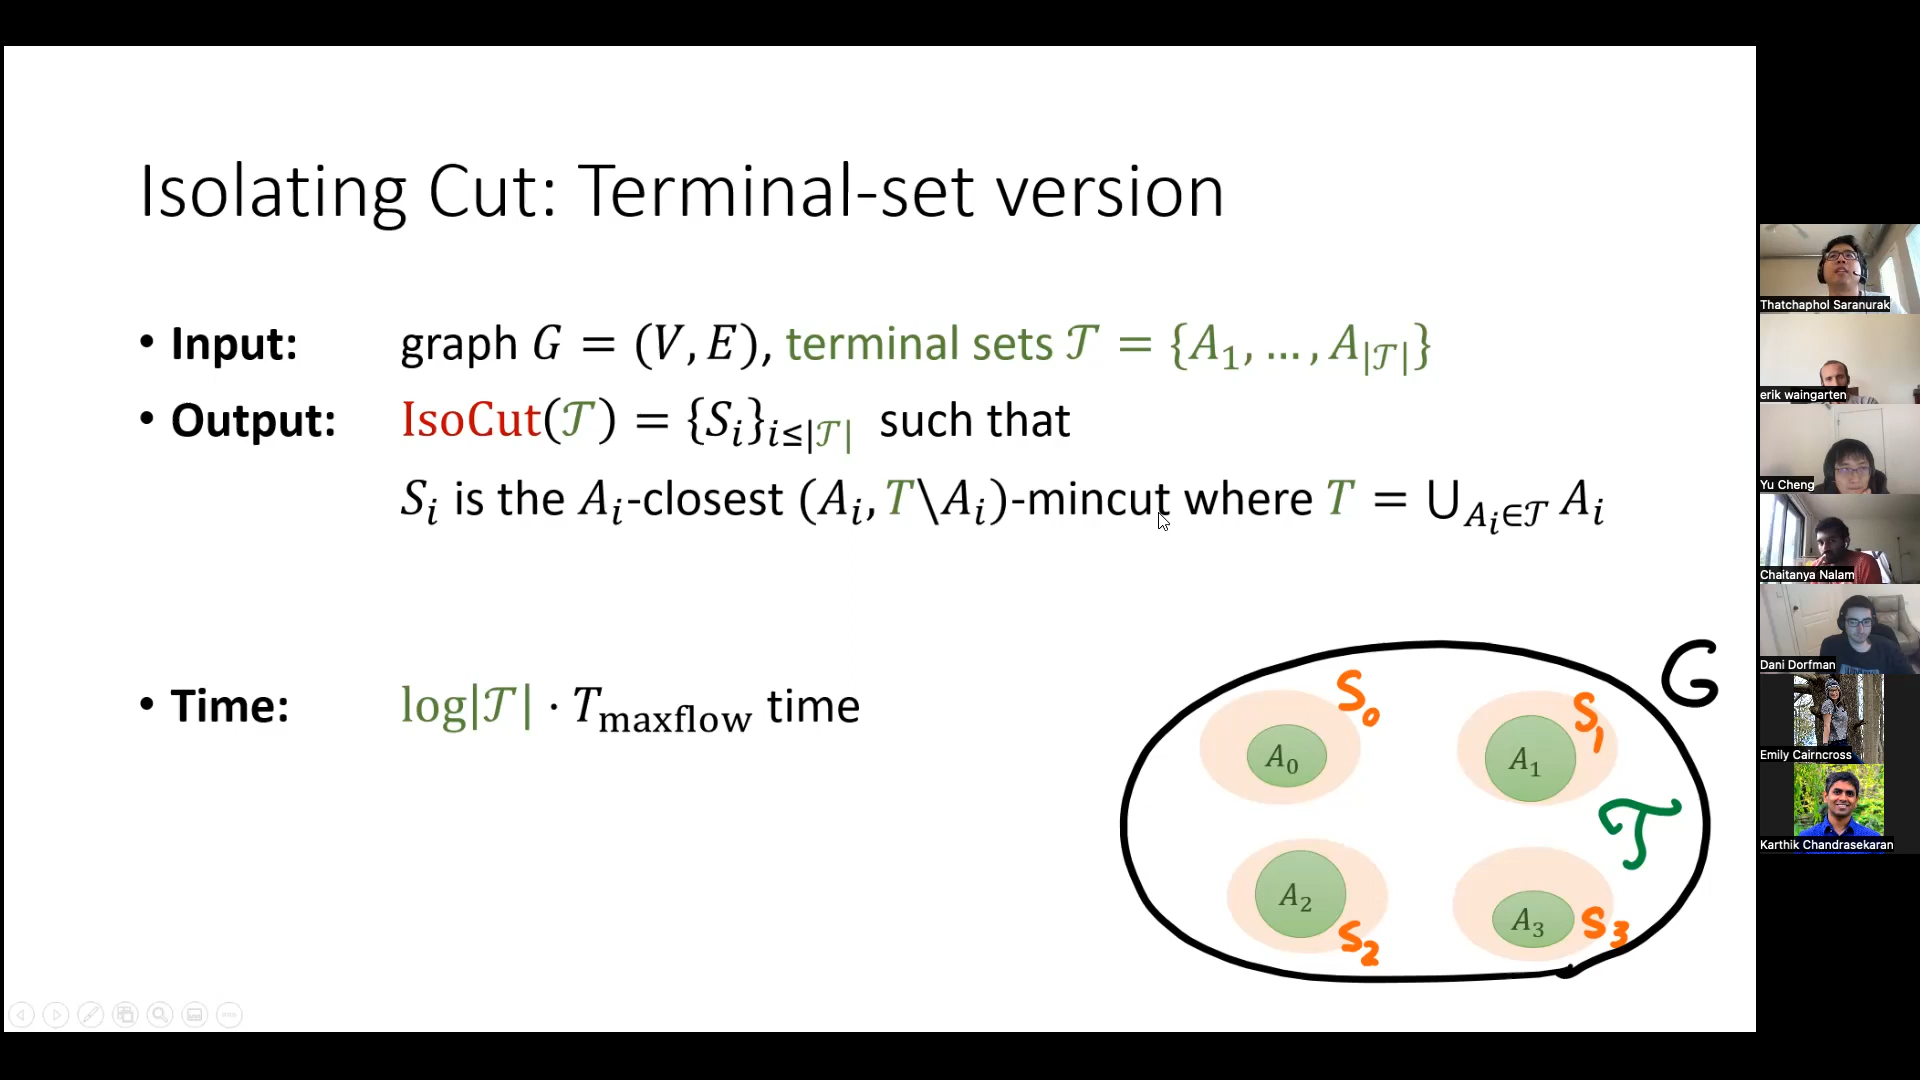 Isolating Cut: Terminal-set version
• Input: graph G = (V, E), terminal sets 𝒯 = {A₁, … , A_|𝒯|}
• Output: IsoCut(𝒯) = {Sᵢ}_{i≤|𝒯|} such that
Sᵢ is the Aᵢ-closest (Aᵢ, T\Aᵢ)-mincut where T = ⋃_{Aᵢ∈𝒯} Aᵢ
• Time: log|𝒯| · T_maxflow time
G
S₀
S₁
A₀
A₁
𝒯
A₂
A₃
S₂
S₃
Thatchaphol Saranurak
erik waingarten
Yu Cheng
Chaitanya Nalam
Dani Dorfman
Emily Cairncross
Karthik Chandrasekaran